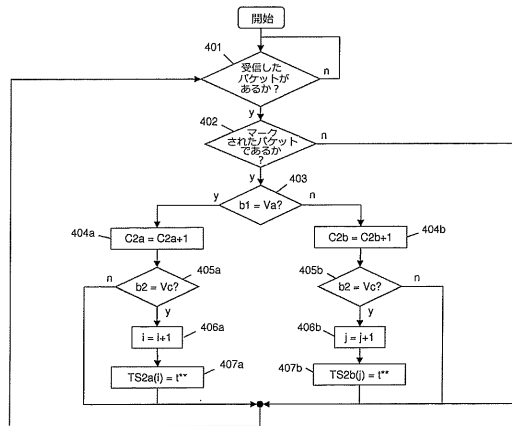 開始
401
受信した
パケットが
あるか？
n
y
402
マーク
されたパケット
であるか
？
n
y
403
y
b1 = Va?
n
404a
C2a = C2a+1
C2b = C2b+1
404b
405a
n
b2 = Vc?
y
405b
b2 = Vc?
n
y
406a
i = i+1
406b
j = j+1
407a
TS2a(i) = t**
407b
TS2b(j) = t**